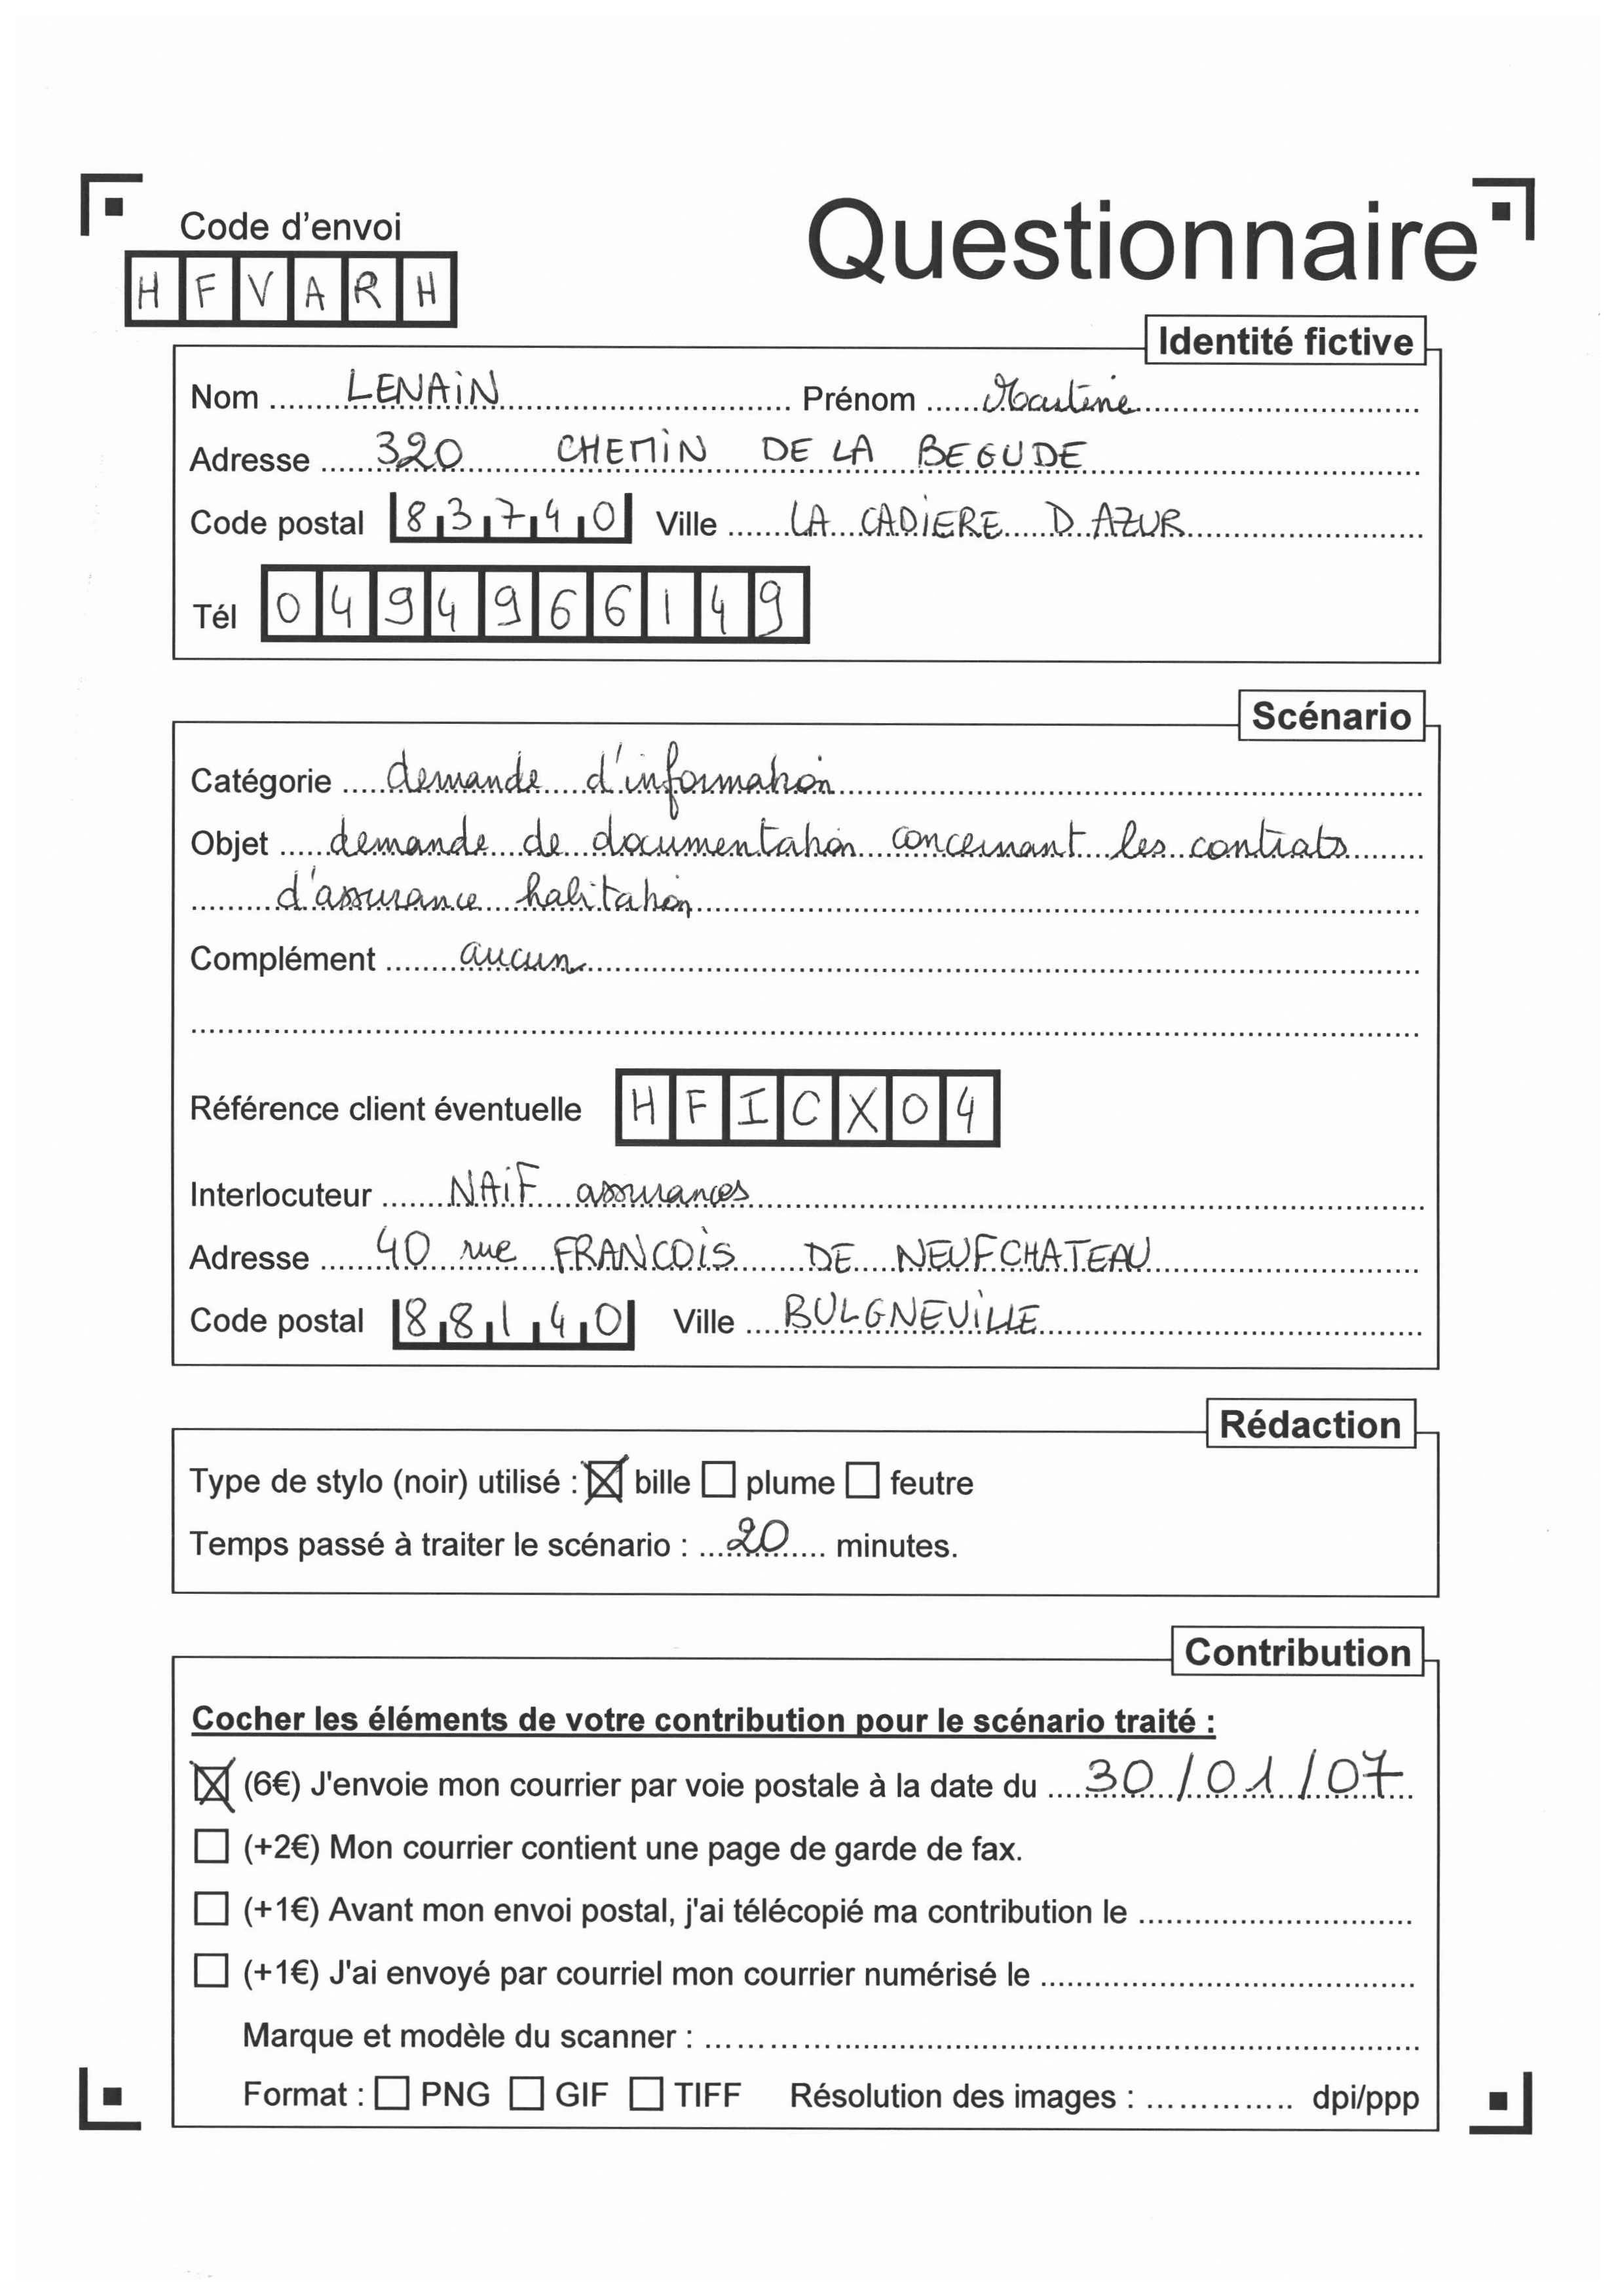 Code d'envoi
Questionnaire
HFVARH
Identité fictive
Nom LENAIN Prénom Martine
Adresse 320 CHEMIN DE LA BEGUDE
Code postal 83740 Ville LA CADIERE D AZUR
Tél 0494966149
Scénario
Catégorie demande d'information
Objet demande de documentation concernant les contrats
d'assurance habitation
Complément aucun
Référence client éventuelle HFICX04
Interlocuteur NAIF assurances
Adresse 40 rue FRANCOIS DE NEUFCHATEAU
Code postal 88140 Ville BULGNEVILLE
Rédaction
Type de stylo (noir) utilisé : ☒ bille ☐ plume ☐ feutre
Temps passé à traiter le scénario : 20 minutes.
Contribution
Cocher les éléments de votre contribution pour le scénario traité :
☒ (6€) J'envoie mon courrier par voie postale à la date du 30/01/07
☐ (+2€) Mon courrier contient une page de garde de fax.
☐ (+1€) Avant mon envoi postal, j'ai télécopié ma contribution le
☐ (+1€) J'ai envoyé par courriel mon courrier numérisé le
Marque et modèle du scanner :
Format : ☐ PNG ☐ GIF ☐ TIFF Résolution des images : dpi/ppp